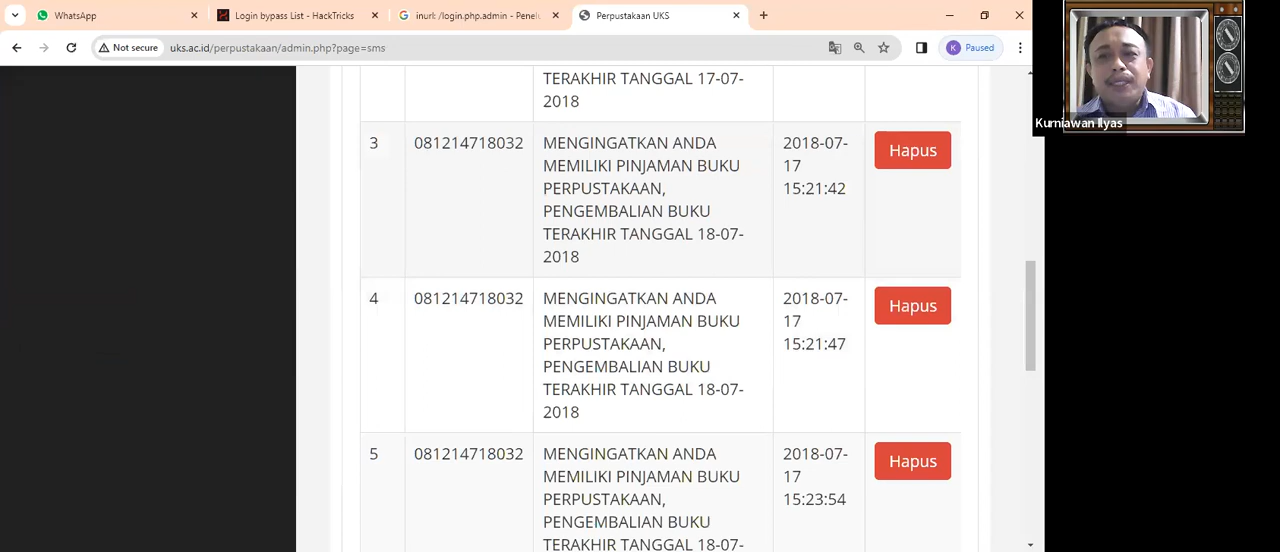 WhatsApp
Login bypass List - HackTricks
inurl: /login.php.admin - Penelu
Perpustakaan UKS
Not secure
uks.ac.id/perpustakaan/admin.php?page=sms
K
Paused
Kurniawan Ilyas
TERAKHIR TANGGAL 17-07-
2018
3
081214718032
MENGINGATKAN ANDA
MEMILIKI PINJAMAN BUKU
PERPUSTAKAAN,
PENGEMBALIAN BUKU
TERAKHIR TANGGAL 18-07-
2018
2018-07-
17
15:21:42
Hapus
4
081214718032
MENGINGATKAN ANDA
MEMILIKI PINJAMAN BUKU
PERPUSTAKAAN,
PENGEMBALIAN BUKU
TERAKHIR TANGGAL 18-07-
2018
2018-07-
17
15:21:47
Hapus
5
081214718032
MENGINGATKAN ANDA
MEMILIKI PINJAMAN BUKU
PERPUSTAKAAN,
PENGEMBALIAN BUKU
TERAKHIR TANGGAL 18-07-
2018-07-
17
15:23:54
Hapus